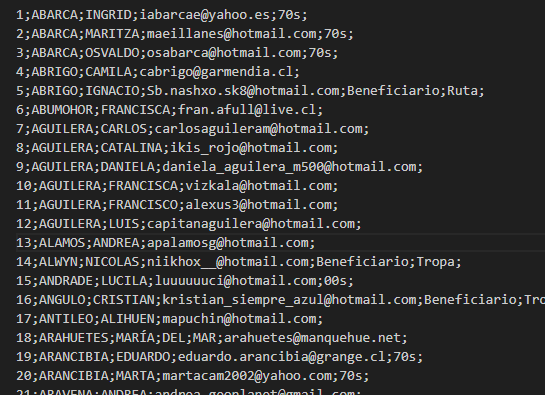 1;ABARCA;INGRID;iabarcae@yahoo.es;70s;
2;ABARCA;MARITZA;maeillanes@hotmail.com;70s;
3;ABARCA;OSVALDO;osabarca@hotmail.com;70s;
4;ABRIGO;CAMILA;cabrigo@garmendia.cl;
5;ABRIGO;IGNACIO;Sb.nashxo.sk8@hotmail.com;Beneficiario;Ruta;
6;ABUMOHOR;FRANCISCA;fran.afull@live.cl;
7;AGUILERA;CARLOS;carlosaguileram@hotmail.com;
8;AGUILERA;CATALINA;ikis_rojo@hotmail.com;
9;AGUILERA;DANIELA;daniela_aguilera_m500@hotmail.com;
10;AGUILERA;FRANCISCA;vizkala@hotmail.com;
11;AGUILERA;FRANCISCO;alexus3@hotmail.com;
12;AGUILERA;LUIS;capitanaguilera@hotmail.com;
13;ALAMOS;ANDREA;apalamosg@hotmail.com;
14;ALWYN;NICOLAS;niikhox__@hotmail.com;Beneficiario;Tropa;
15;ANDRADE;LUCILA;luuuuuuci@hotmail.com;00s;
16;ANGULO;CRISTIAN;kristian_siempre_azul@hotmail.com;Beneficiario;Tro
17;ANTILEO;ALIHUEN;mapuchin@hotmail.com;
18;ARAHUETES;MARÍA;DEL;MAR;arahuetes@manquehue.net;
19;ARANCIBIA;EDUARDO;eduardo.arancibia@grange.cl;70s;
20;ARANCIBIA;MARTA;martacam2002@yahoo.com;70s;
21;ARAVENA;ANDREA;andrea.geoplanet@gmail.com;